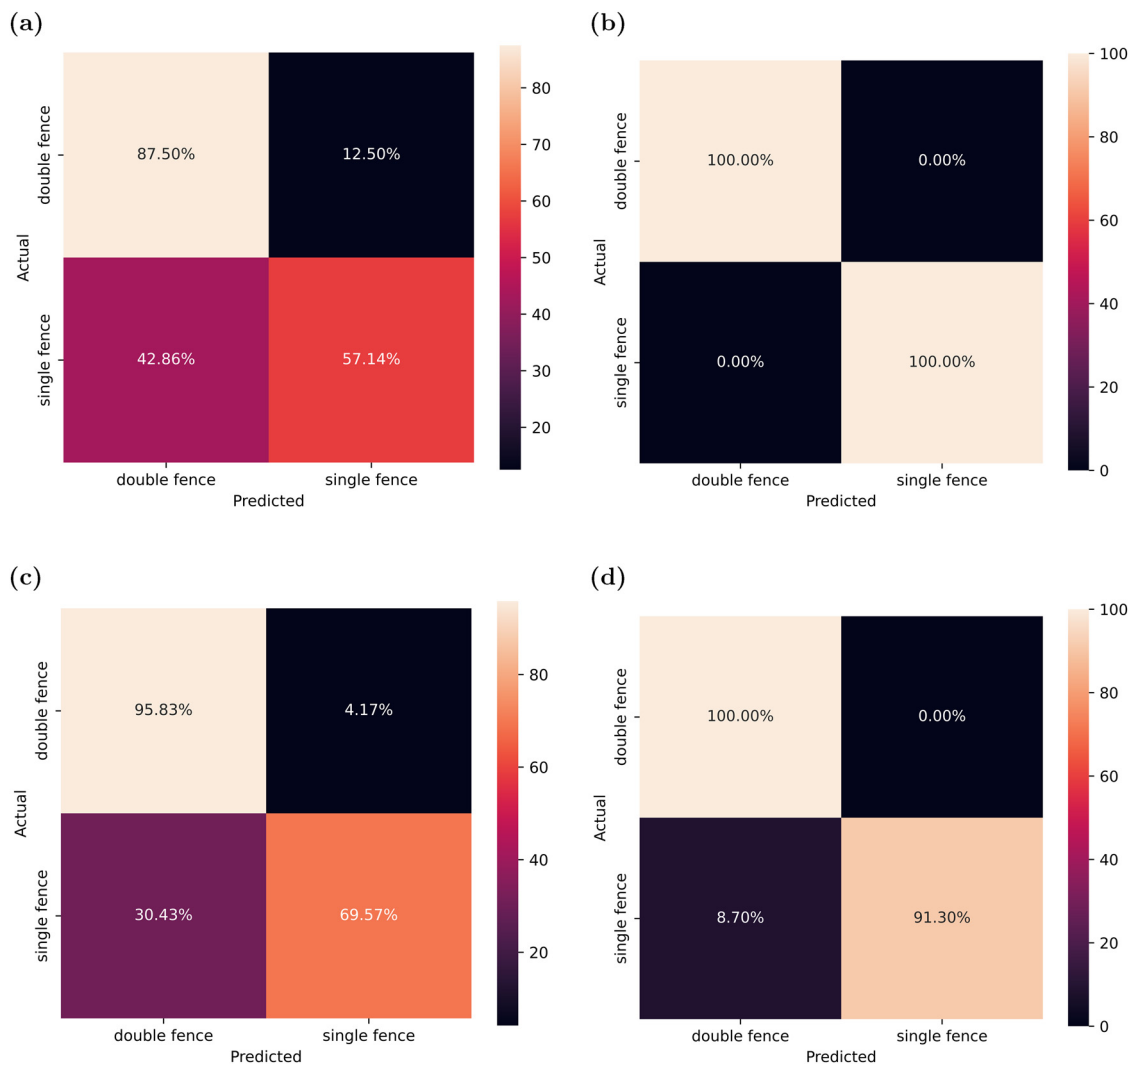 (a)
double fence
single fence
Actual
87.50%
12.50%
42.86%
57.14%
double fence
single fence
Predicted
80
70
60
50
40
30
20
(b)
double fence
single fence
Actual
100.00%
0.00%
0.00%
100.00%
double fence
single fence
Predicted
100
80
60
40
20
0
(c)
double fence
single fence
Actual
95.83%
4.17%
30.43%
69.57%
double fence
single fence
Predicted
80
60
40
20
(d)
double fence
single fence
Actual
100.00%
0.00%
8.70%
91.30%
double fence
single fence
Predicted
100
80
60
40
20
0